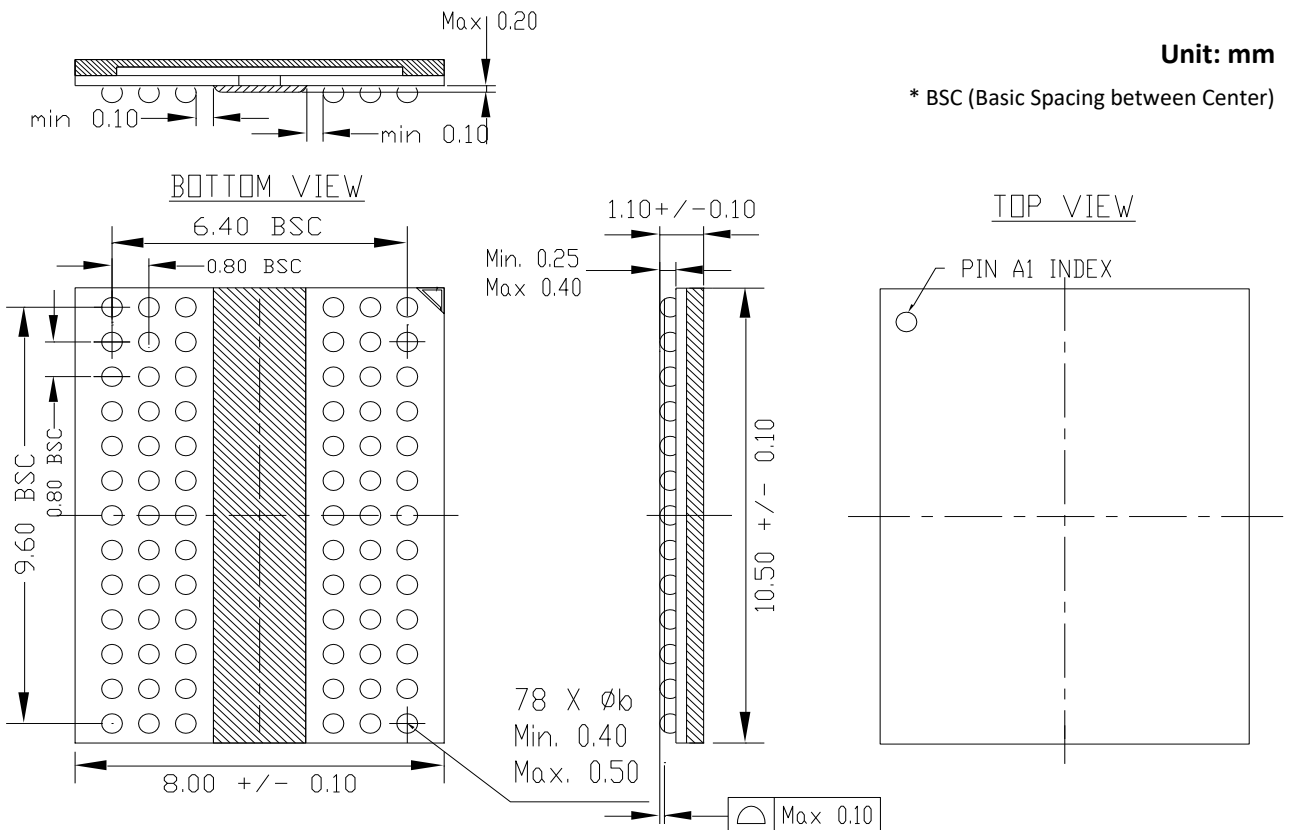 Max 0.20
Unit: mm
* BSC (Basic Spacing between Center)
min 0.10
min 0.10
BOTTOM VIEW
6.40 BSC
0.80 BSC
1.10+/-0.10
TOP VIEW
Min. 0.25
Max 0.40
PIN A1 INDEX
9.60 BSC
0.80 BSC
10.50 +/- 0.10
78 X Øb
Min. 0.40
Max. 0.50
8.00 +/- 0.10
Max 0.10